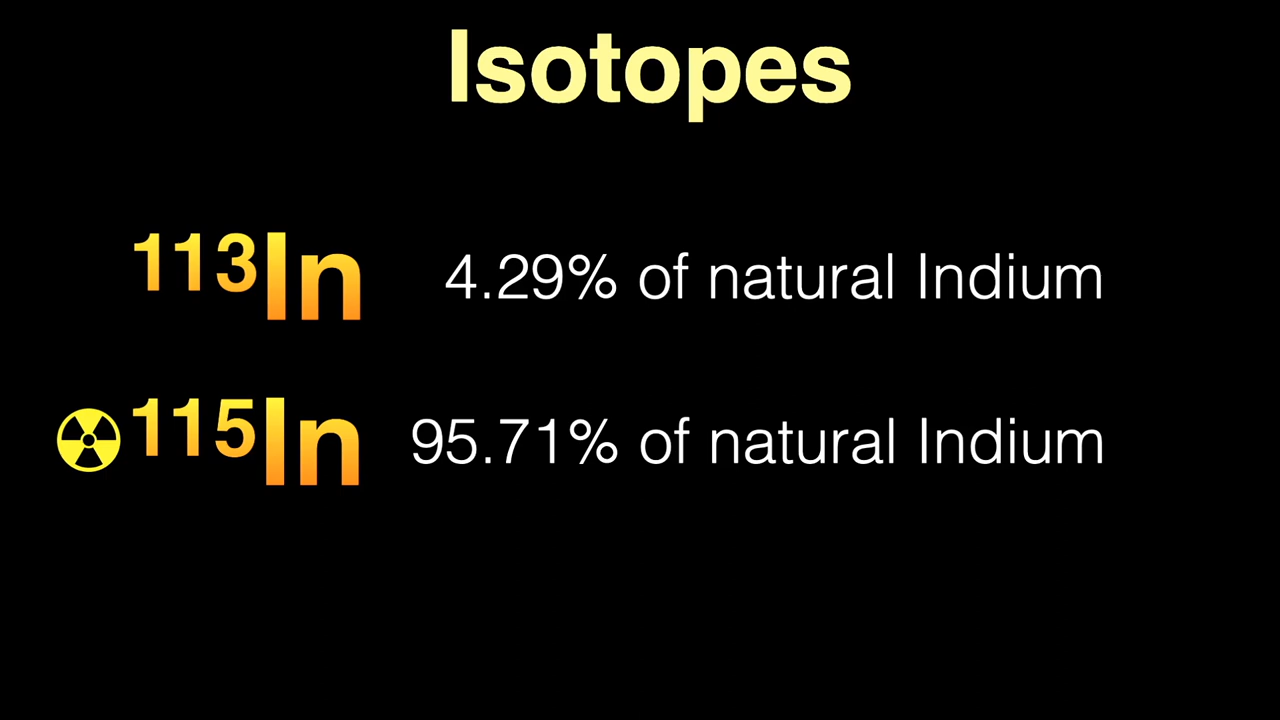 Isotopes
¹¹³In 4.29% of natural Indium
☢¹¹⁵In 95.71% of natural Indium